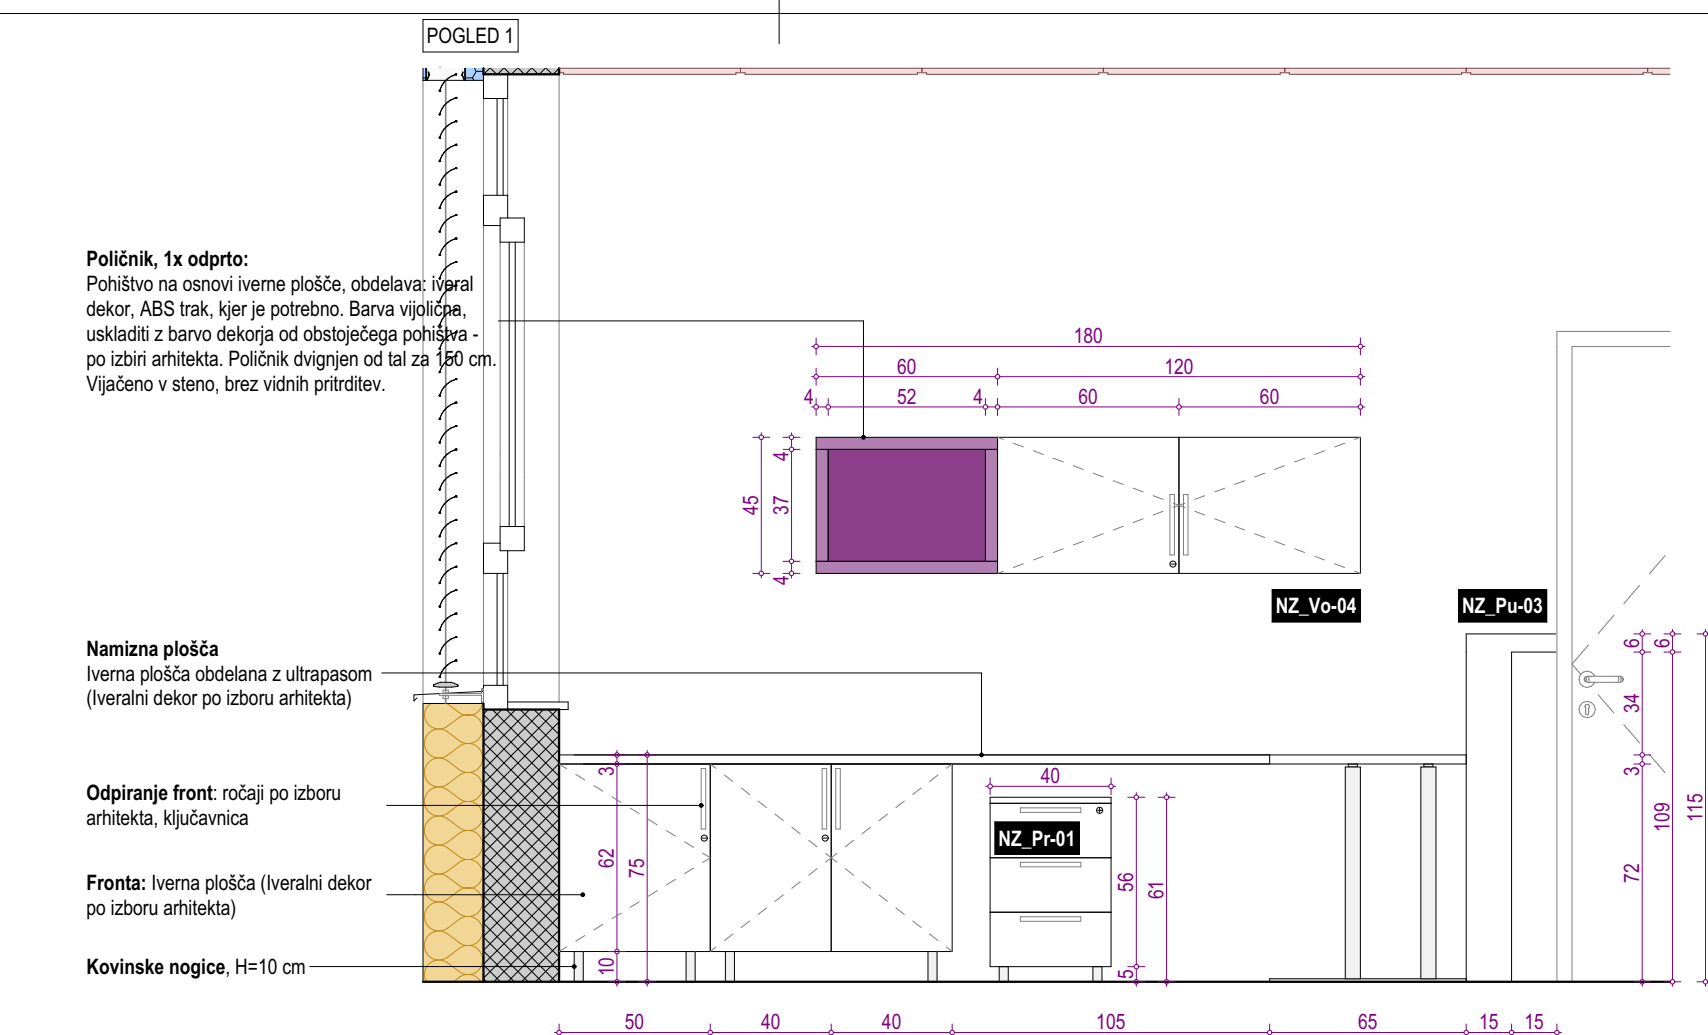 POGLED 1
Poličnik, 1x odprto:
Pohištvo na osnovi iverne plošče, obdelava: iveral
dekor, ABS trak, kjer je potrebno. Barva vijolična,
uskladiti z barvo dekorja od obstoječega pohištva -
po izbiri arhitekta. Poličnik dvignjen od tal za 150 cm.
Vijačeno v steno, brez vidnih pritrditev.
180
60 120
4 52 4 60 60
45 4 37 4
NZ_Vo-04
NZ_Pu-03
Namizna plošča
Iverna plošča obdelana z ultrapasom
(Iveralni dekor po izboru arhitekta)
6 6
34
3
109
115
72
Odpiranje front: ročaji po izboru
arhitekta, ključavnica
3
62
75
10
40
NZ_Pr-01
56
61
5
Fronta: Iverna plošča (Iveralni dekor
po izboru arhitekta)
Kovinske nogice, H=10 cm
50 40 40 105 65 15 15